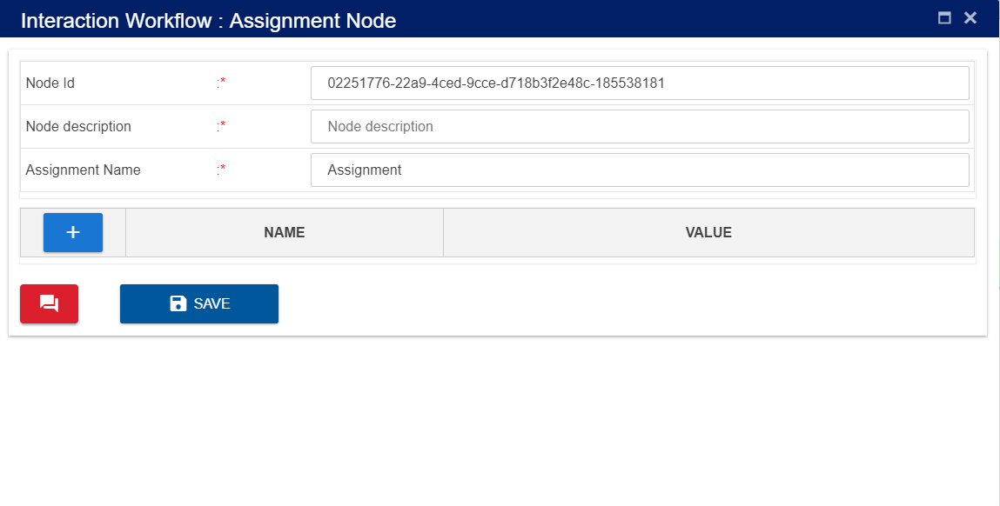 Interaction Workflow : Assignment Node
Node Id :* 02251776-22a9-4ced-9cce-d718b3f2e48c-185538181
Node description :* Node description
Assignment Name :* Assignment
+ NAME VALUE
SAVE